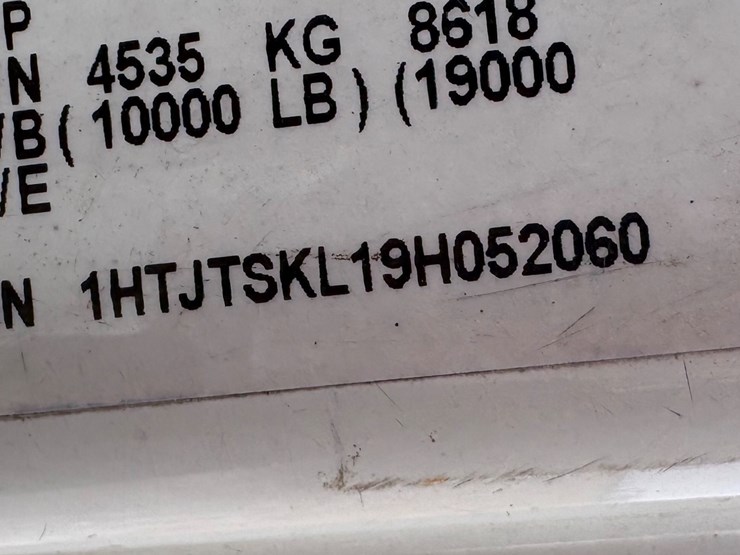 P
N 4535 KG 8618
/B(10000 LB) (19000
/E
N 1HTJTSKL19H052060